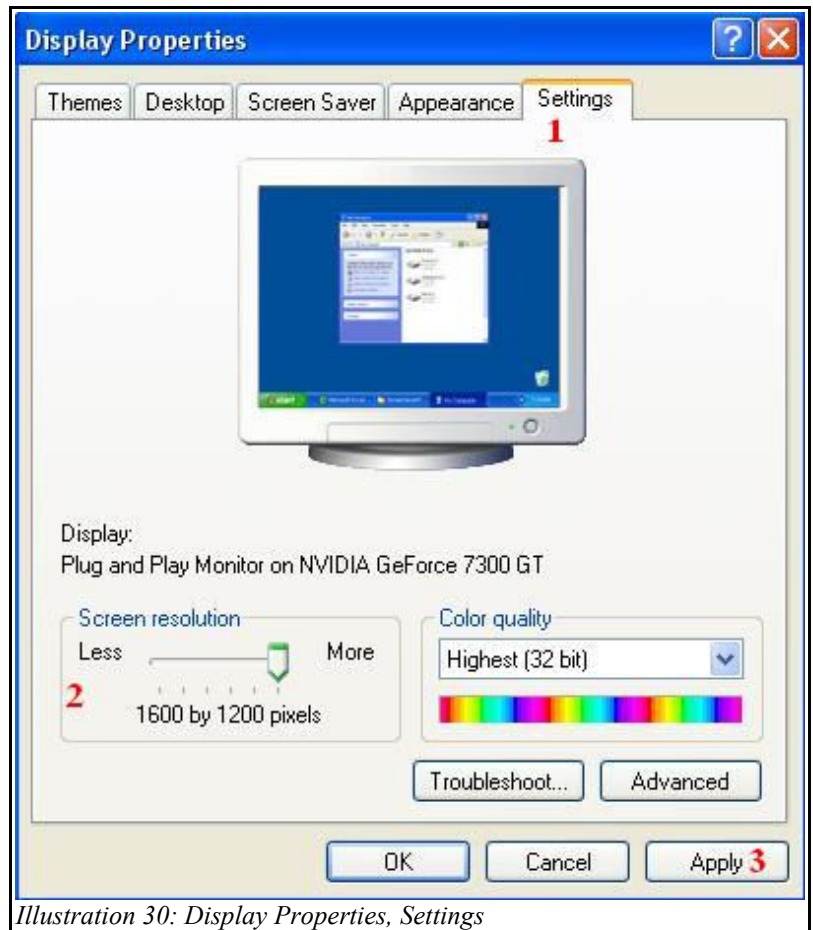 Display Properties
Themes Desktop Screen Saver Appearance Settings
1
start
Display:
Plug and Play Monitor on NVIDIA GeForce 7300 GT
Screen resolution
Less More
2
1600 by 1200 pixels
Color quality
Highest (32 bit)
Troubleshoot... Advanced
OK Cancel Apply 3
Illustration 30: Display Properties, Settings